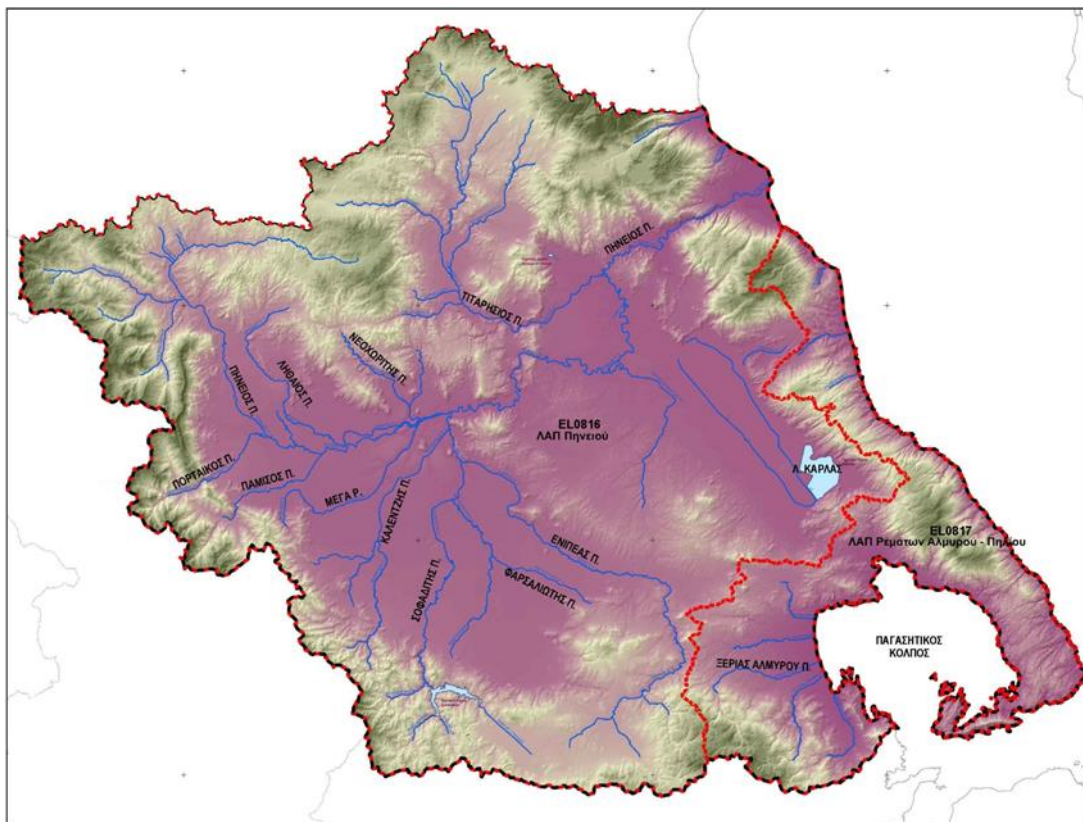 ΠΗΝΕΙΟΣ Π.
ΤΙΤΑΡΗΣΙΟΣ Π.
ΝΕΟΧΩΡΙΤΗΣ Π.
ΛΗΘΑΙΟΣ Π.
ΠΗΝΕΙΟΣ Π.
EL0816
ΛΑΠ Πηνειού
Λ. ΚΑΡΛΑΣ
ΠΟΡΤΑΙΚΟΣ Π.
ΠΑΜΙΣΟΣ Π.
ΜΕΓΑ Ρ.
ΚΑΛΕΝΤΖΗΣ Π.
ΕΝΙΠΕΑΣ Π.
EL0817
ΛΑΠ Ρεμάτων Αλμυρού - Πηλίου
ΣΟΦΑΔΙΤΗΣ Π.
ΦΑΡΣΑΛΙΩΤΗΣ Π.
ΠΑΓΑΣΗΤΙΚΟΣ
ΚΟΛΠΟΣ
ΞΕΡΙΑΣ ΑΛΜΥΡΟΥ Π.